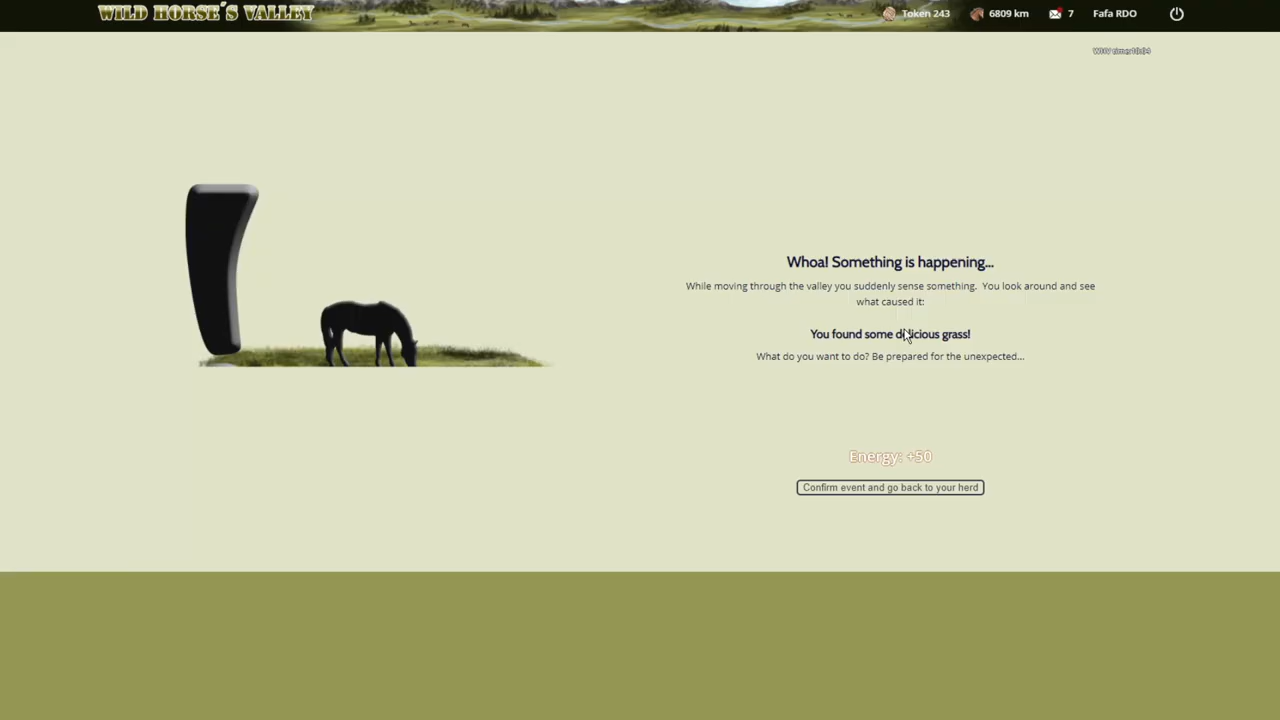 WILD HORSE'S VALLEY
Token 243
6809 km
7
Fafa RDO
Whoa! Something is happening...
While moving through the valley you suddenly sense something. You look around and see
what caused it:
You found some delicious grass!
What do you want to do? Be prepared for the unexpected...
Energy: +50
Confirm event and go back to your herd